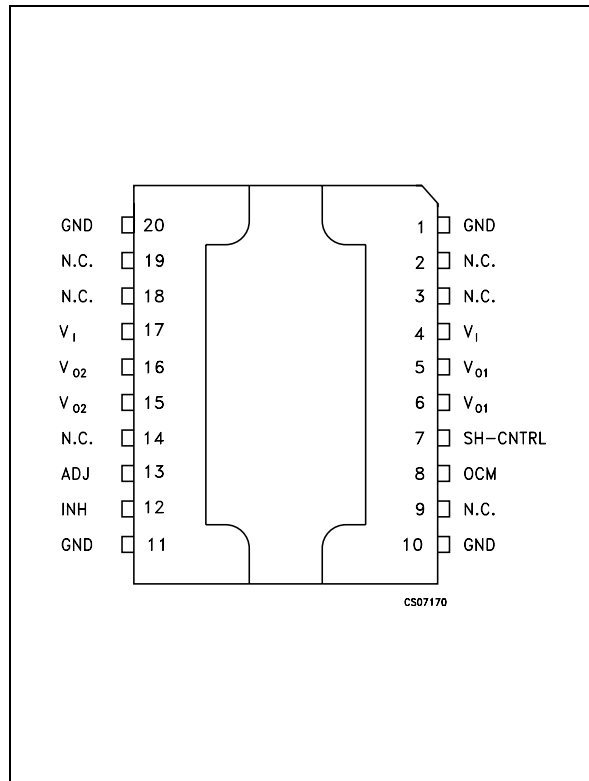 GND 20 1 GND
N.C. 19 2 N.C.
N.C. 18 3 N.C.
V_I 17 4 V_I
V_O2 16 5 V_O1
V_O2 15 6 V_O1
N.C. 14 7 SH-CNTRL
ADJ 13 8 OCM
INH 12 9 N.C.
GND 11 10 GND
CS07170